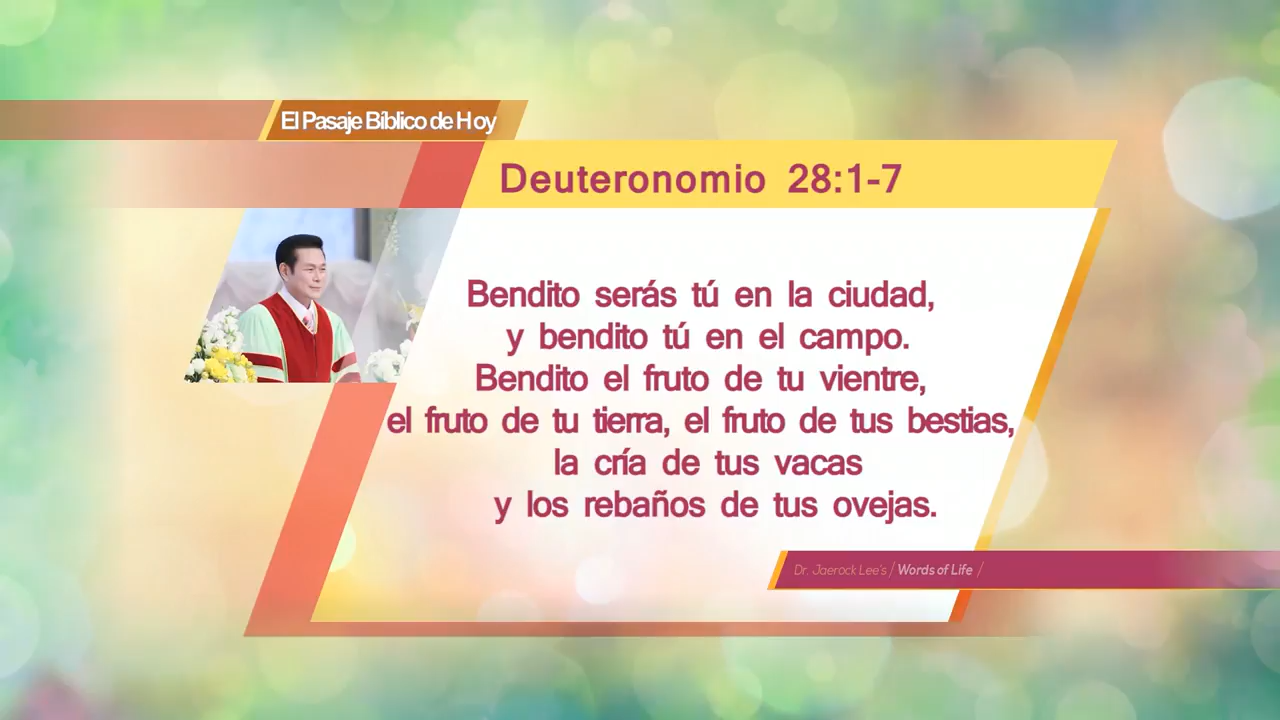 El Pasaje Bíblico de Hoy
Deuteronomio 28:1-7
Bendito serás tú en la ciudad,
y bendito tú en el campo.
Bendito el fruto de tu vientre,
el fruto de tu tierra, el fruto de tus bestias,
la cría de tus vacas
y los rebaños de tus ovejas.
Dr. Jaerock Lee's / Words of Life /